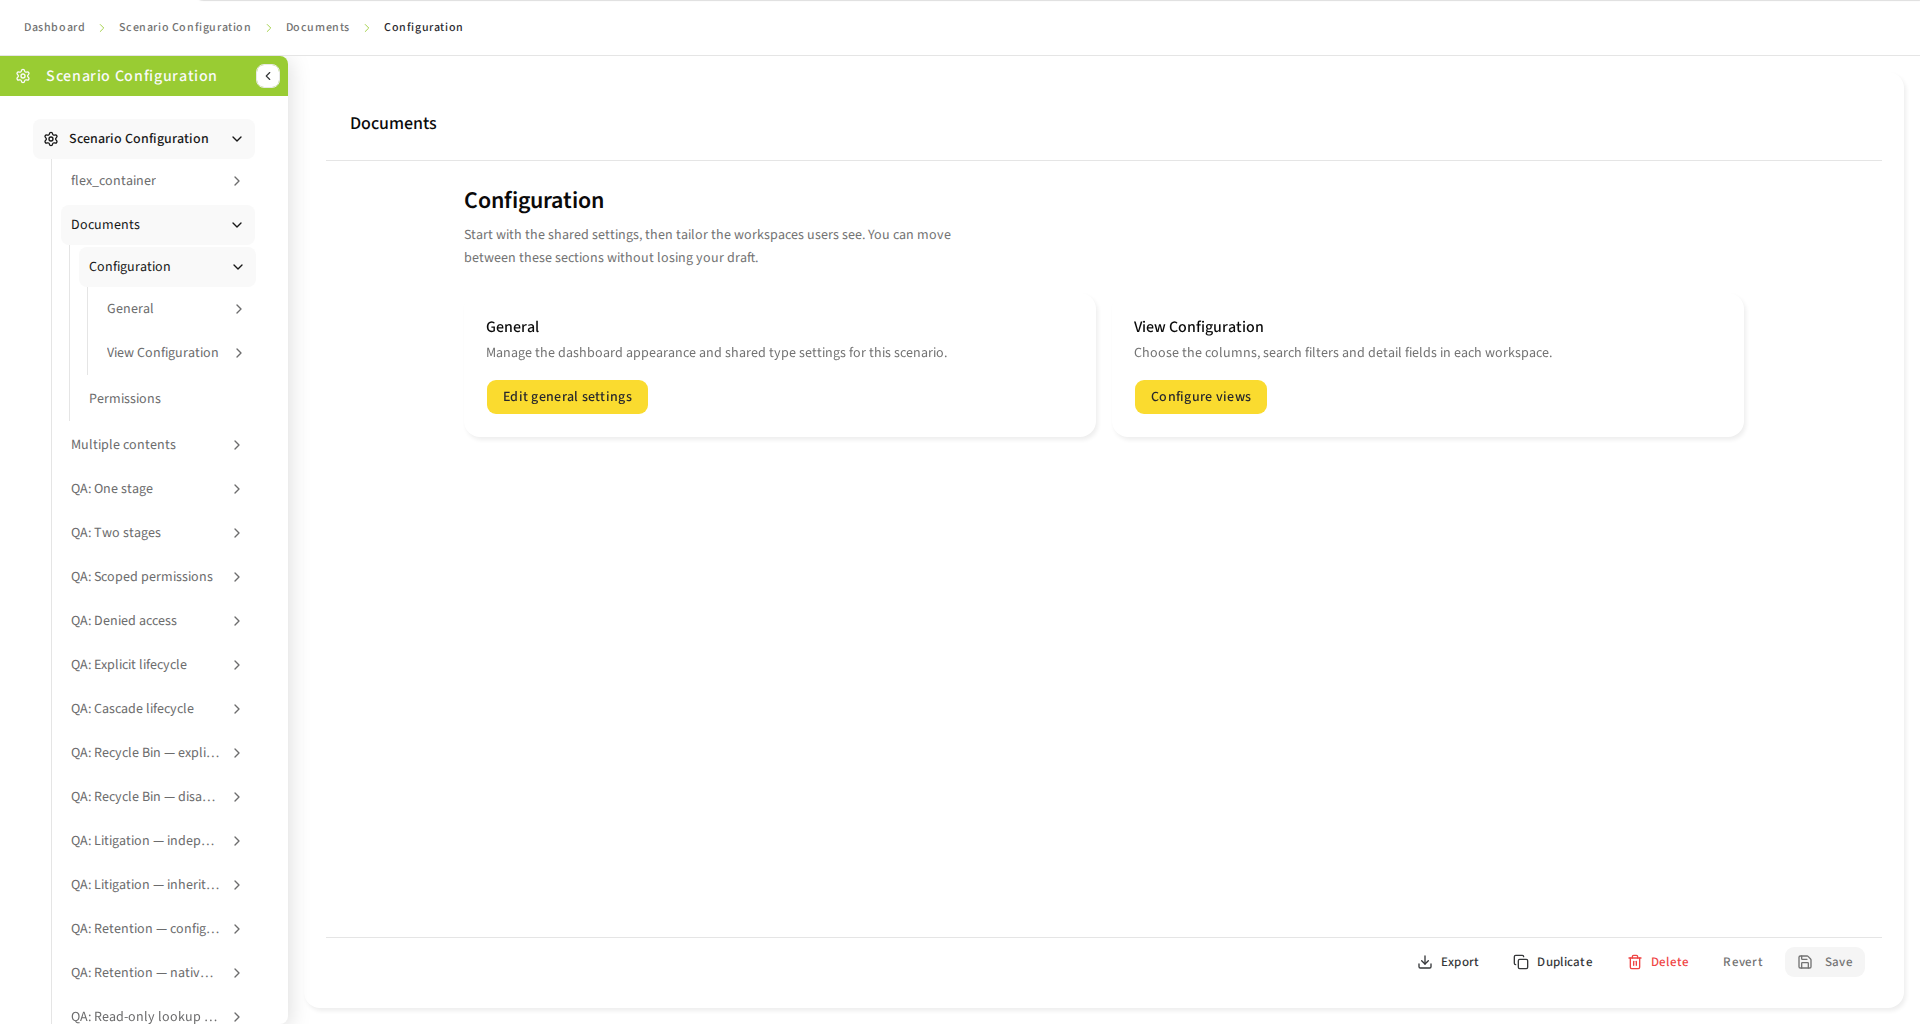 Dashboard
Scenario Configuration
Documents
Configuration
Scenario Configuration
Scenario Configuration
flex_container
Documents
Configuration
General
View Configuration
Permissions
Multiple contents
QA: One stage
QA: Two stages
QA: Scoped permissions
QA: Denied access
QA: Explicit lifecycle
QA: Cascade lifecycle
QA: Recycle Bin — expli…
QA: Recycle Bin — disa…
QA: Litigation — indep…
QA: Litigation — inherit…
QA: Retention — config…
QA: Retention — nativ…
QA: Read-only lookup …
Documents
Configuration
Start with the shared settings, then tailor the workspaces users see. You can move
between these sections without losing your draft.
General
Manage the dashboard appearance and shared type settings for this scenario.
Edit general settings
View Configuration
Choose the columns, search filters and detail fields in each workspace.
Configure views
Export
Duplicate
Delete
Revert
Save